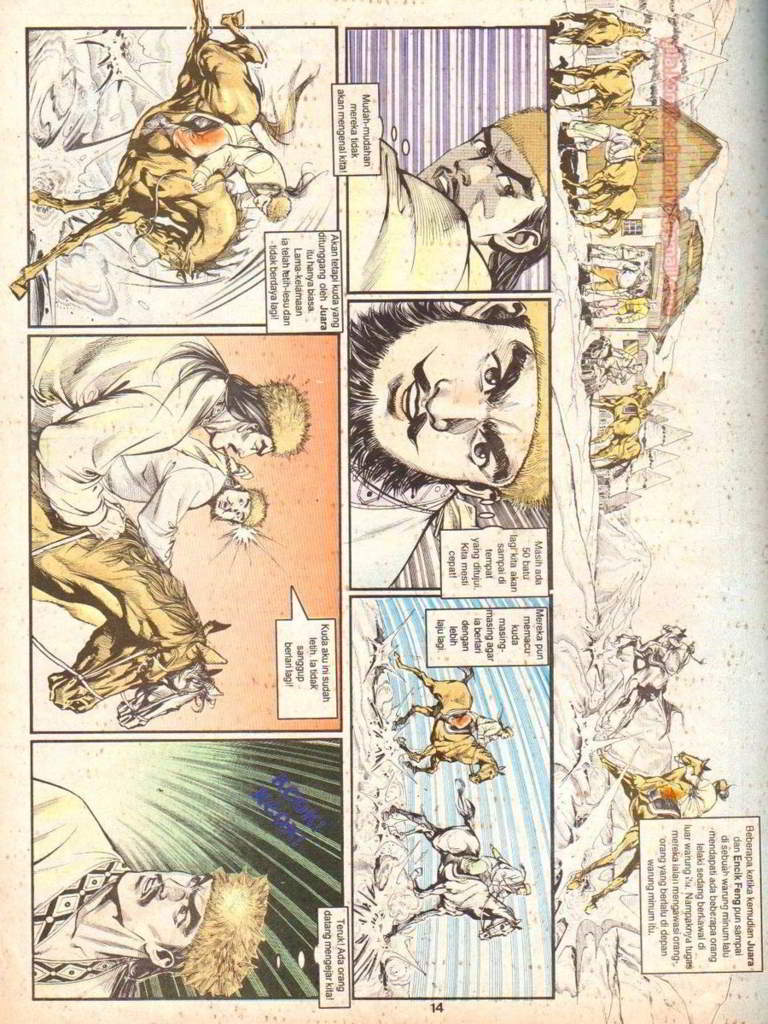 Beberapa ketika kemudian Juara
dan Encik Feng pun sampai
di sebuah warung minum lalu
mendapati ada beberapa orang
lelaki sedang berkawal di
luar warung itu. Nampaknya tugas
mereka ialah mengawasi orang-
orang yang berlalu di depan
warung minum itu.
Mudah-mudahan
mereka tidak
akan mengenal kita!
Masih ada
50 batu
lagi kita akan
sampai di
tempat
yang dituju.
Kita mesti
cepat!
Mereka pun
memacu
kuda
masing-
masing agar
ia berlari
dengan
lebih
laju lagi.
Akan tetapi kuda yang
ditunggang oleh Juara
itu hanya biasa.
Lama-kelamaan
ia telah letih-lesu dan
tidak berdaya lagi!
Kuda aku ini sudah
letih. Ia tidak
sanggup
berlari lagi!
Teruk! Ada orang
datang mengejar kita!
14